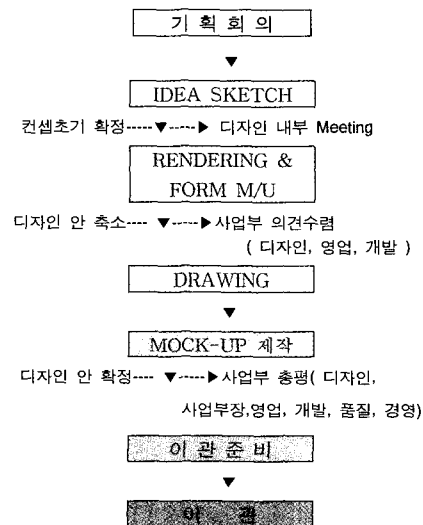 기 획 회 의
▼
IDEA SKETCH
컨셉초기 확정-----▼-----▶ 디자인 내부 Meeting
RENDERING &
FORM M/U
디자인 안 축소---- ▼-----▶사업부 의견수렴
( 디자인, 영업, 개발 )
DRAWING
▼
MOCK-UP 제작
디자인 안 확정---- ▼-----▶사업부 총평( 디자인,
사업부장,영업, 개발, 품질, 경영)
이 관 준 비
▼
이 관